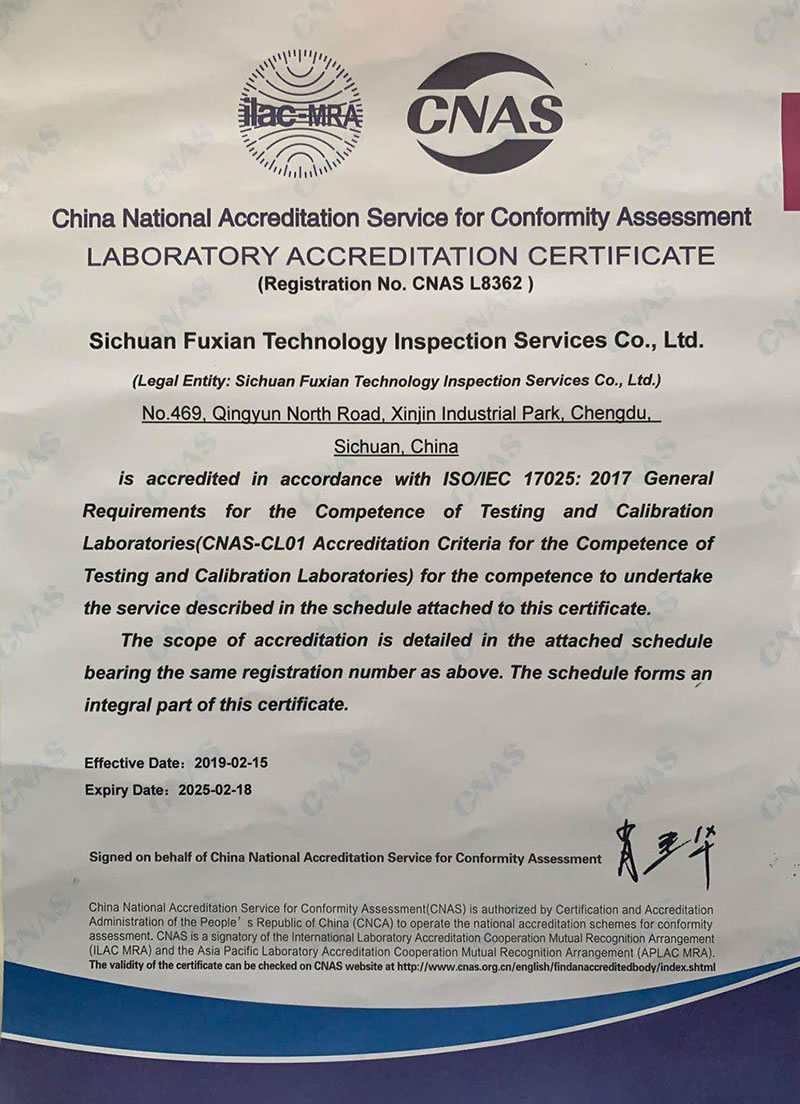 ilac-MRA
CNAS
China National Accreditation Service for Conformity Assessment
LABORATORY ACCREDITATION CERTIFICATE
(Registration No. CNAS L8362 )
Sichuan Fuxian Technology Inspection Services Co., Ltd.
(Legal Entity: Sichuan Fuxian Technology Inspection Services Co., Ltd.)
No.469, Qingyun North Road, Xinjin Industrial Park, Chengdu,
Sichuan, China
is accredited in accordance with ISO/IEC 17025: 2017 General
Requirements for the Competence of Testing and Calibration
Laboratories(CNAS-CL01 Accreditation Criteria for the Competence of
Testing and Calibration Laboratories) for the competence to undertake
the service described in the schedule attached to this certificate.
The scope of accreditation is detailed in the attached schedule
bearing the same registration number as above. The schedule forms an
integral part of this certificate.
Effective Date：2019-02-15
Expiry Date：2025-02-18
Signed on behalf of China National Accreditation Service for Conformity Assessment
China National Accreditation Service for Conformity Assessment(CNAS) is authorized by Certification and Accreditation
Administration of the People’s Republic of China (CNCA) to operate the national accreditation schemes for conformity
assessment. CNAS is a signatory of the International Laboratory Accreditation Cooperation Mutual Recognition Arrangement
(ILAC MRA) and the Asia Pacific Laboratory Accreditation Cooperation Mutual Recognition Arrangement (APLAC MRA).
The validity of the certificate can be checked on CNAS website at http://www.cnas.org.cn/english/findanaccreditedbody/index.shtml